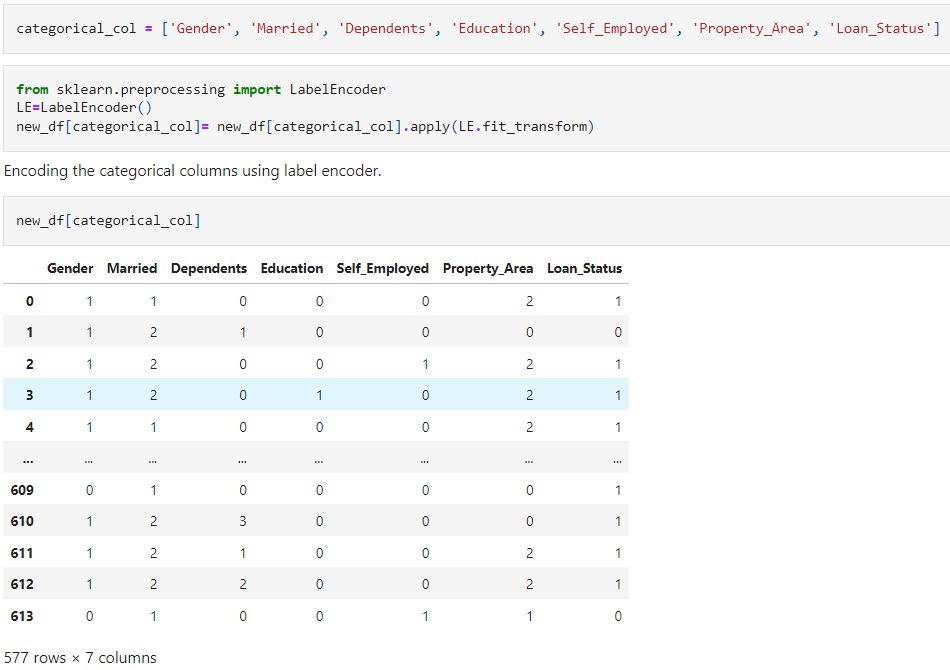 categorical_col = ['Gender', 'Married', 'Dependents', 'Education', 'Self_Employed', 'Property_Area', 'Loan_Status']
from sklearn.preprocessing import LabelEncoder
LE=LabelEncoder()
new_df[categorical_col]= new_df[categorical_col].apply(LE.fit_transform)
Encoding the categorical columns using label encoder.
new_df[categorical_col]
Gender Married Dependents Education Self_Employed Property_Area Loan_Status
0 1 1 0 0 0 2 1
1 1 2 1 0 0 0 0
2 1 2 0 0 1 2 1
3 1 2 0 1 0 2 1
4 1 1 0 0 0 2 1
... ... ... ... ... ... ... ...
609 0 1 0 0 0 0 1
610 1 2 3 0 0 0 1
611 1 2 1 0 0 2 1
612 1 2 2 0 0 2 1
613 0 1 0 0 1 1 0
577 rows × 7 columns